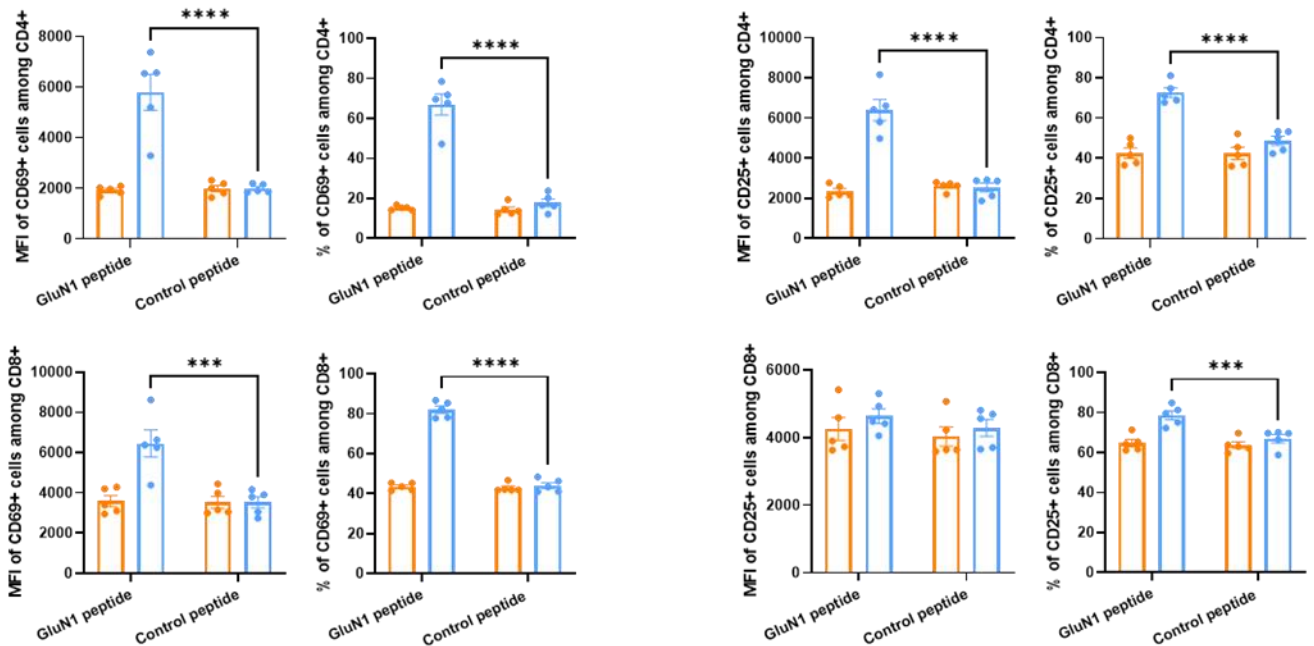 MFI of CD69+ cells among CD4+
8000
6000
4000
2000
0
****
GluN1 peptide
Control peptide
% of CD69+ cells among CD4+
100
80
60
40
20
0
****
GluN1 peptide
Control peptide
MFI of CD25+ cells among CD4+
10000
8000
6000
4000
2000
0
****
GluN1 peptide
Control peptide
% of CD25+ cells among CD4+
100
80
60
40
20
0
****
GluN1 peptide
Control peptide
MFI of CD69+ cells among CD8+
10000
8000
6000
4000
2000
0
***
GluN1 peptide
Control peptide
% of CD69+ cells among CD8+
100
80
60
40
20
0
****
GluN1 peptide
Control peptide
MFI of CD25+ cells among CD8+
6000
4000
2000
0
GluN1 peptide
Control peptide
% of CD25+ cells among CD8+
100
80
60
40
20
0
***
GluN1 peptide
Control peptide